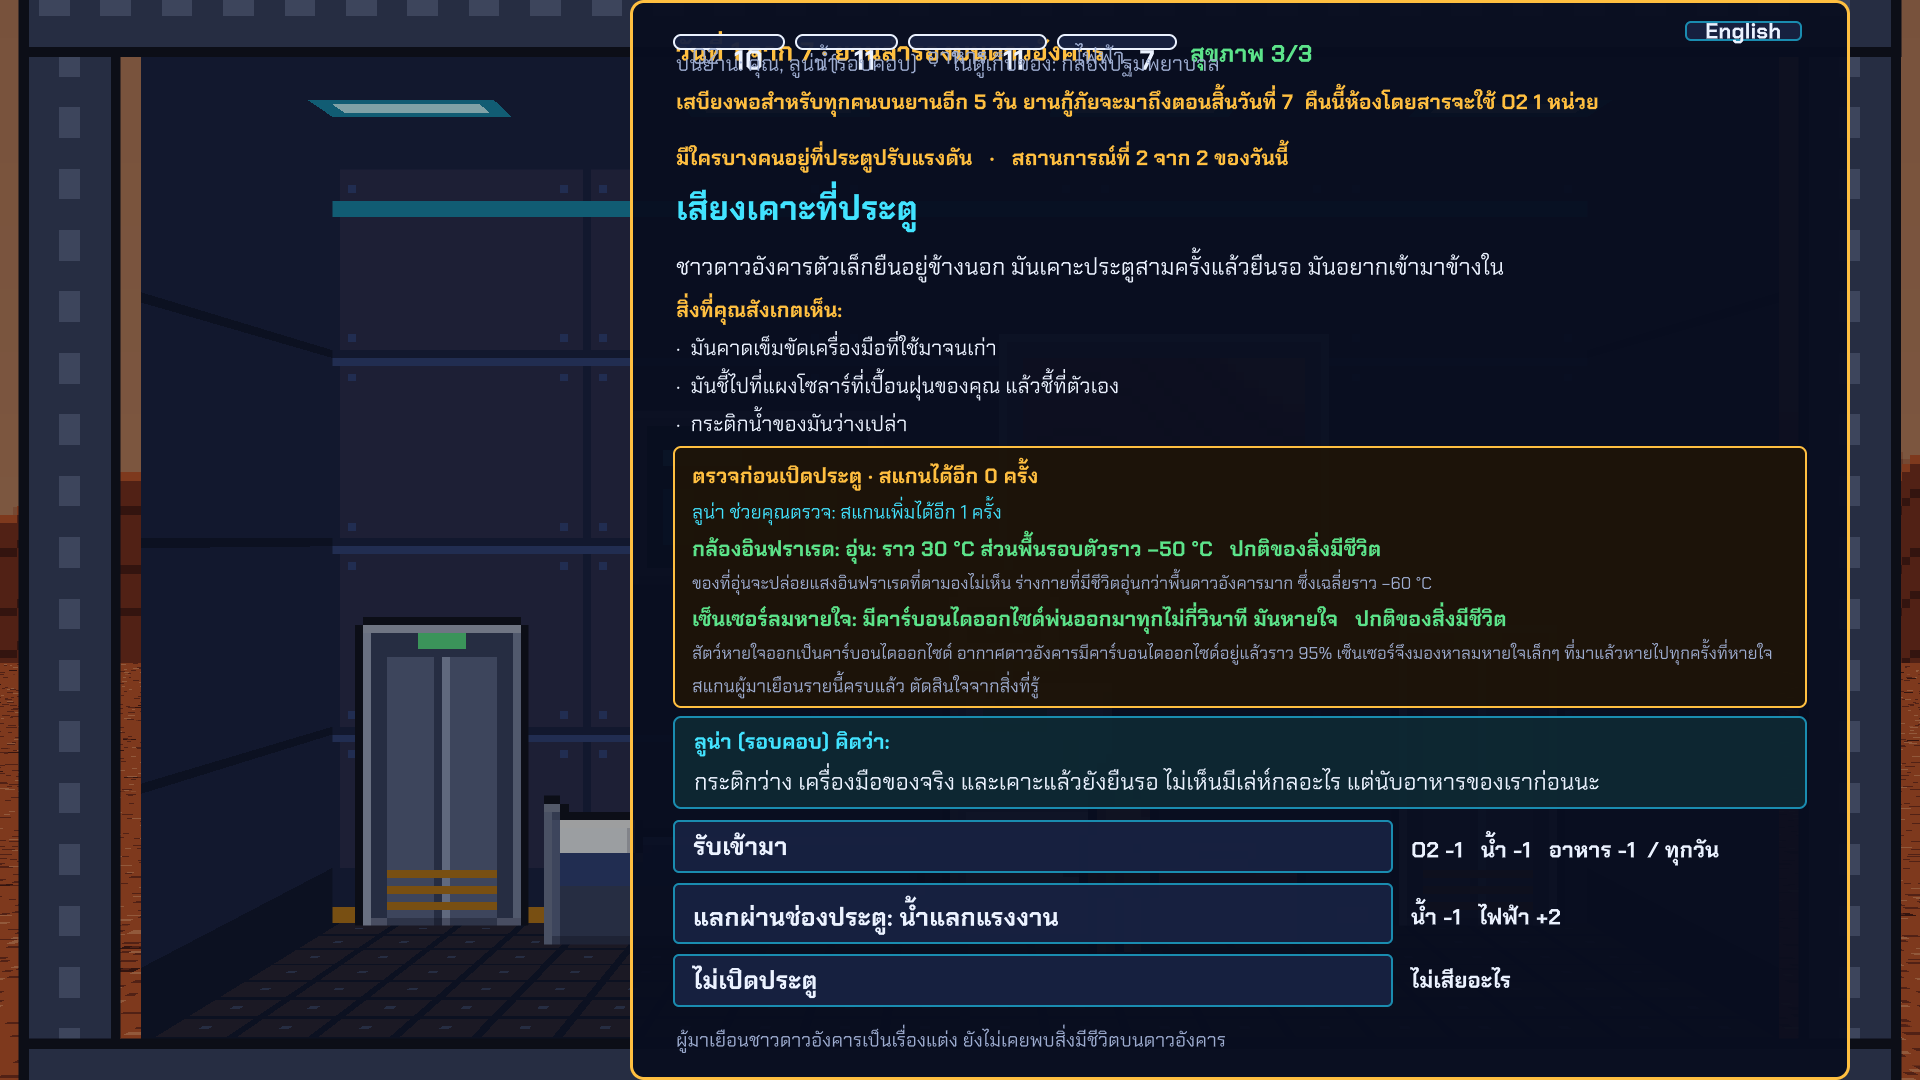 English
10 11 11 7 สุขภาพ 3/3
เสบียงพอสำหรับทุกคนบนยานอีก 5 วัน ยานกู้ภัยจะมาถึงตอนสิ้นวันที่ 7 คืนนี้ห้องโดยสารจะใช้ O2 1 หน่วย
มีใครบางคนอยู่ที่ประตูปรับแรงดัน · สถานการณ์ที่ 2 จาก 2 ของวันนี้
เสียงเคาะที่ประตู
ชาวดาวอังคารตัวเล็กยืนอยู่ข้างนอก มันเคาะประตูสามครั้งแล้วยืนรอ มันอยากเข้ามาข้างใน
สิ่งที่คุณสังเกตเห็น:
· มันคาดเข็มขัดเครื่องมือที่ใช้มาจนเก่า
· มันชี้ไปที่แผงโซลาร์ที่เปื้อนฝุ่นของคุณ แล้วชี้ที่ตัวเอง
· กระติกน้ำของมันว่างเปล่า
ตรวจก่อนเปิดประตู · สแกนได้อีก 0 ครั้ง
ลูน่า ช่วยคุณตรวจ: สแกนเพิ่มได้อีก 1 ครั้ง
กล้องอินฟราเรด: อุ่น: ราว 30 °C ส่วนพื้นรอบตัวราว −50 °C ปกติของสิ่งมีชีวิต
ของที่อุ่นจะปล่อยแสงอินฟราเรดที่ตามองไม่เห็น ร่างกายที่มีชีวิตอุ่นกว่าพื้นดาวอังคารมาก ซึ่งเฉลี่ยราว −60 °C
เซ็นเซอร์ลมหายใจ: มีคาร์บอนไดออกไซด์พ่นออกมาทุกไม่กี่วินาที มันหายใจ ปกติของสิ่งมีชีวิต
สัตว์หายใจออกเป็นคาร์บอนไดออกไซด์ อากาศดาวอังคารมีคาร์บอนไดออกไซด์อยู่แล้วราว 95% เซ็นเซอร์จึงมองหาลมหายใจเล็กๆ ที่มาแล้วหายไปทุกครั้งที่หายใจ
สแกนผู้มาเยือนรายนี้ครบแล้ว ตัดสินใจจากสิ่งที่รู้
ลูน่า (รอบคอบ) คิดว่า:
กระติกว่าง เครื่องมือของจริง และเคาะแล้วยังยืนรอ ไม่เห็นมีเล่ห์กลอะไร แต่นับอาหารของเราก่อนนะ
รับเข้ามา O2 -1 น้ำ -1 อาหาร -1 / ทุกวัน
แลกผ่านช่องประตู: น้ำแลกแรงงาน น้ำ -1 ไฟฟ้า +2
ไม่เปิดประตู ไม่เสียอะไร
ผู้มาเยือนชาวดาวอังคารเป็นเรื่องแต่ง ยังไม่เคยพบสิ่งมีชีวิตบนดาวอังคาร